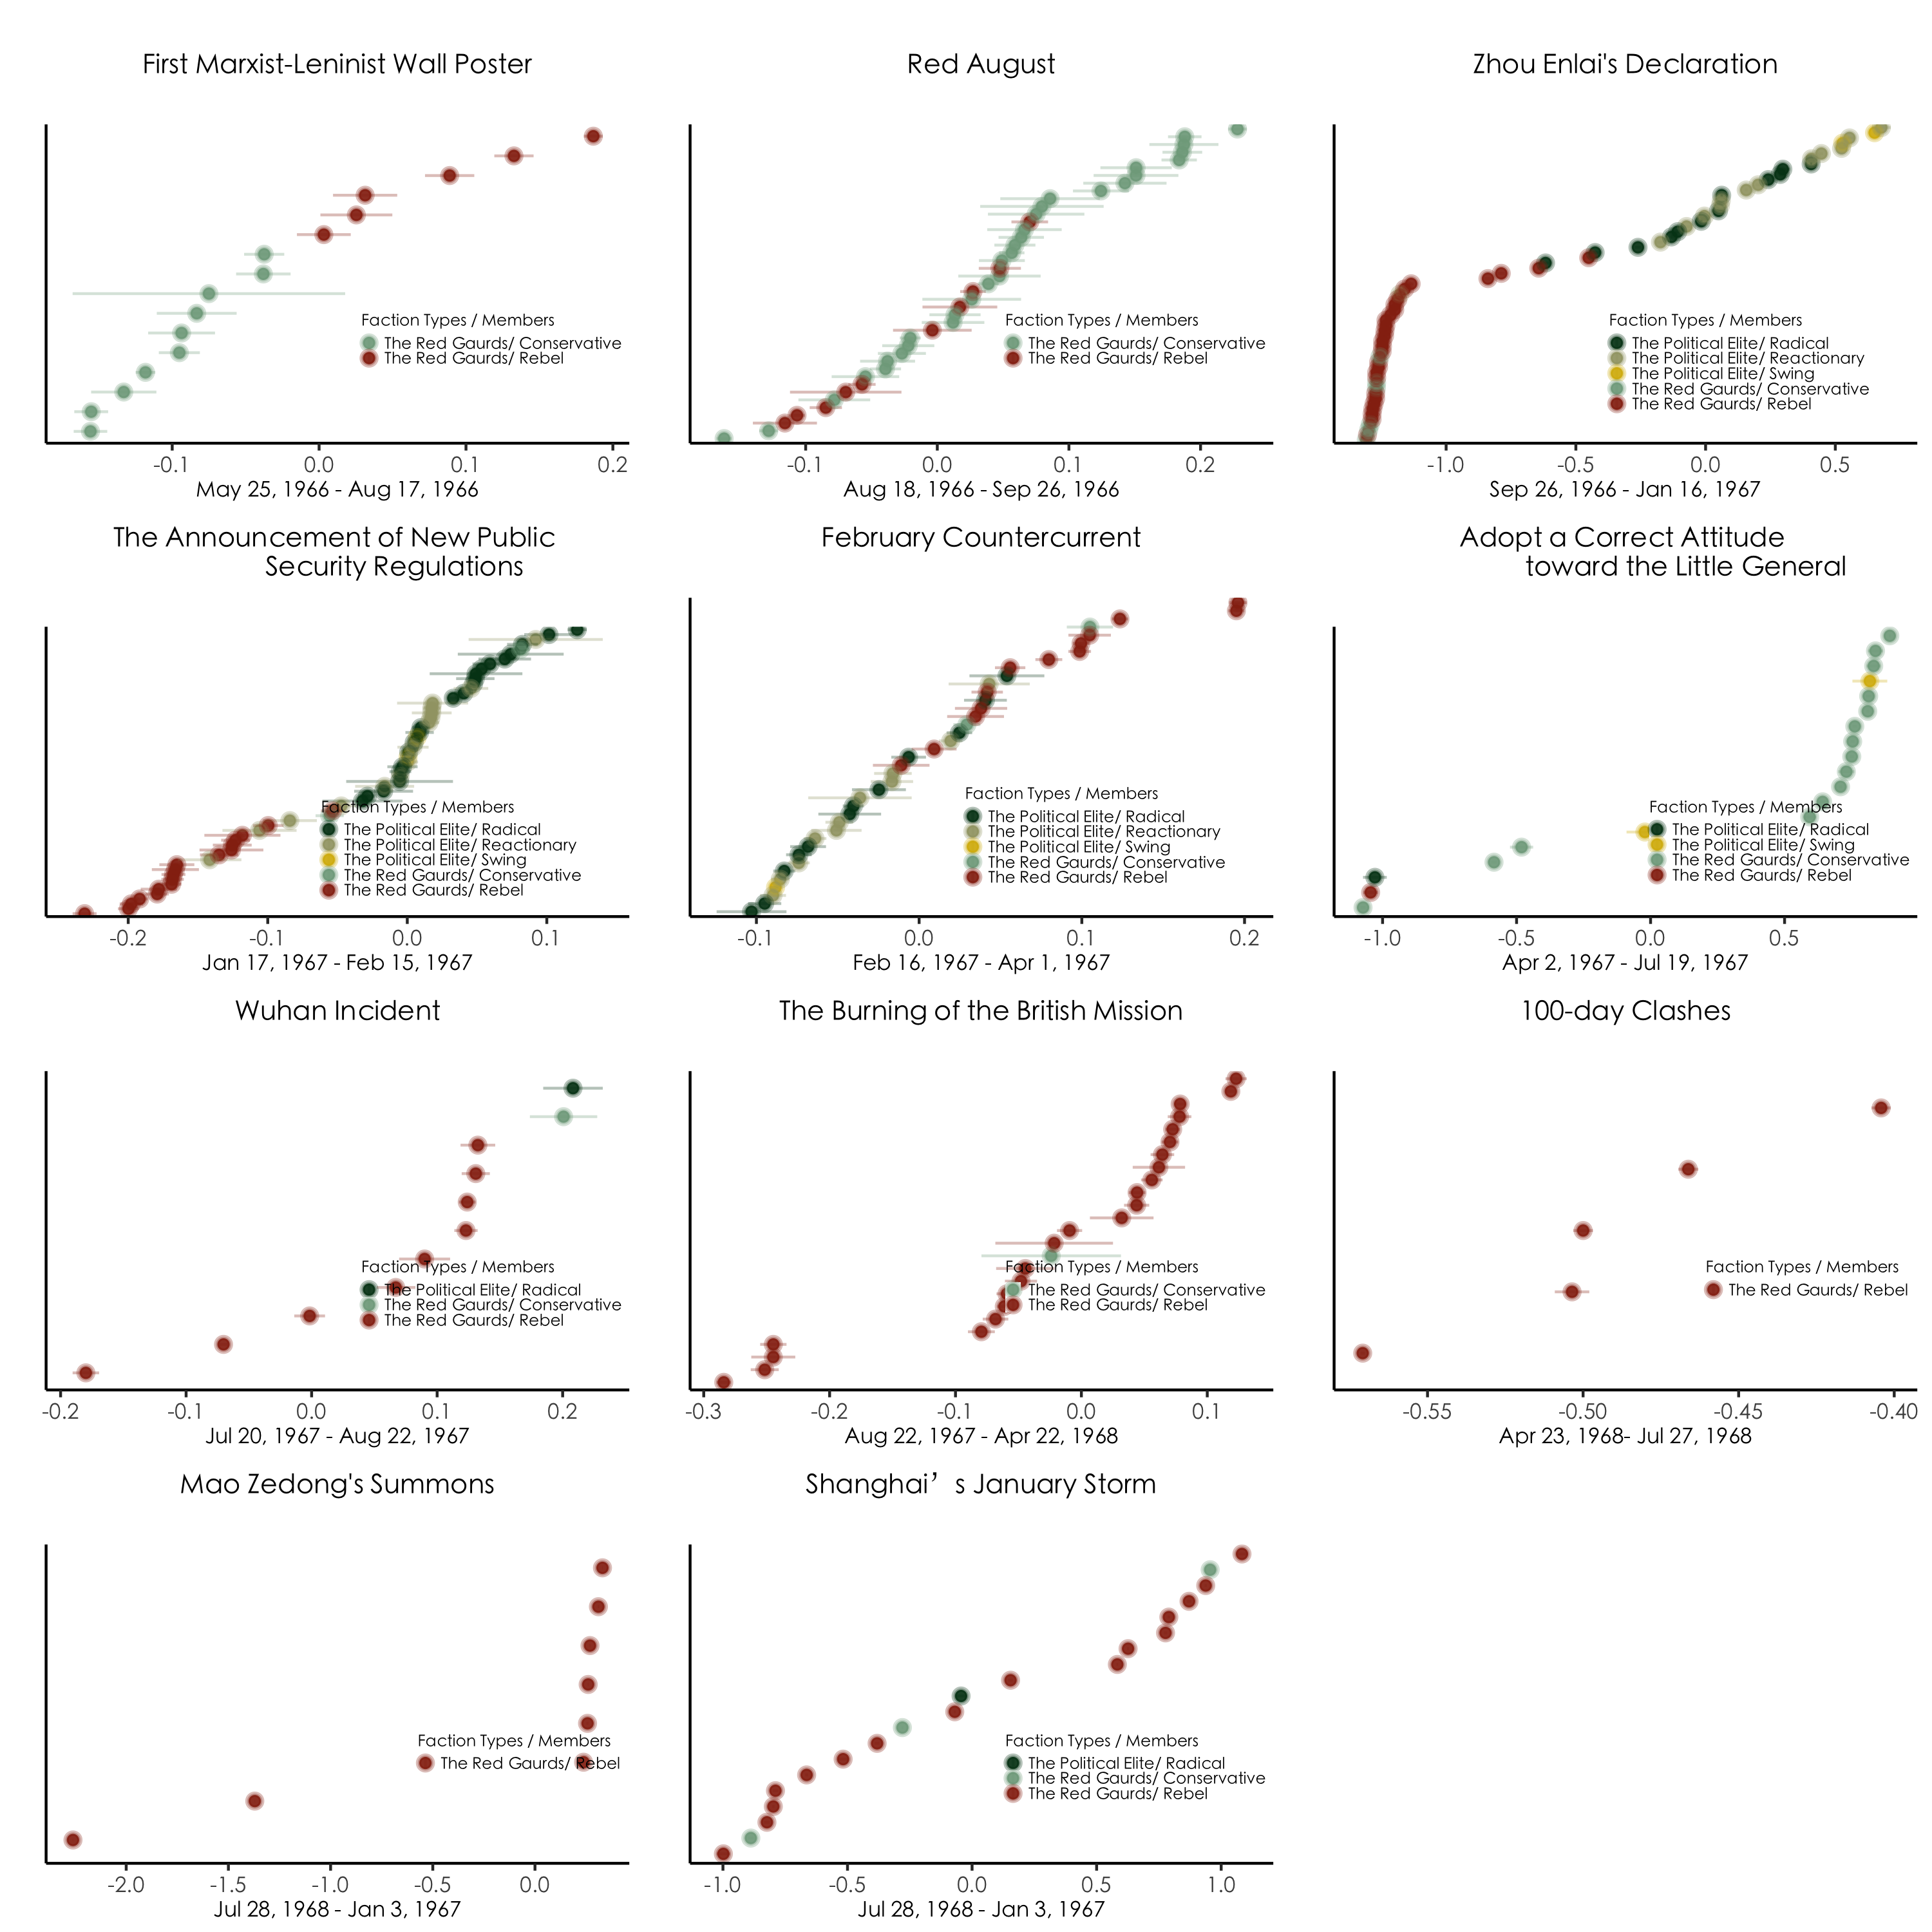 First Marxist-Leninist Wall Poster
Faction Types / Members
The Red Gaurds/ Conservative
The Red Gaurds/ Rebel
-0.1 0.0 0.1 0.2
May 25, 1966 - Aug 17, 1966
Red August
Faction Types / Members
The Red Gaurds/ Conservative
The Red Gaurds/ Rebel
-0.1 0.0 0.1 0.2
Aug 18, 1966 - Sep 26, 1966
Zhou Enlai's Declaration
Faction Types / Members
The Political Elite/ Radical
The Political Elite/ Reactionary
The Political Elite/ Swing
The Red Gaurds/ Conservative
The Red Gaurds/ Rebel
-1.0 -0.5 0.0 0.5
Sep 26, 1966 - Jan 16, 1967
The Announcement of New Public
Security Regulations
Faction Types / Members
The Political Elite/ Radical
The Political Elite/ Reactionary
The Political Elite/ Swing
The Red Gaurds/ Conservative
The Red Gaurds/ Rebel
-0.2 -0.1 0.0 0.1
Jan 17, 1967 - Feb 15, 1967
February Countercurrent
Faction Types / Members
The Political Elite/ Radical
The Political Elite/ Reactionary
The Political Elite/ Swing
The Red Gaurds/ Conservative
The Red Gaurds/ Rebel
-0.1 0.0 0.1 0.2
Feb 16, 1967 - Apr 1, 1967
Adopt a Correct Attitude
toward the Little General
Faction Types / Members
The Political Elite/ Radical
The Political Elite/ Swing
The Red Gaurds/ Conservative
The Red Gaurds/ Rebel
-1.0 -0.5 0.0 0.5
Apr 2, 1967 - Jul 19, 1967
Wuhan Incident
Faction Types / Members
The Political Elite/ Radical
The Red Gaurds/ Conservative
The Red Gaurds/ Rebel
-0.2 -0.1 0.0 0.1 0.2
Jul 20, 1967 - Aug 22, 1967
The Burning of the British Mission
Faction Types / Members
The Red Gaurds/ Conservative
The Red Gaurds/ Rebel
-0.3 -0.2 -0.1 0.0 0.1
Aug 22, 1967 - Apr 22, 1968
100-day Clashes
Faction Types / Members
The Red Gaurds/ Rebel
-0.55 -0.50 -0.45 -0.40
Apr 23, 1968- Jul 27, 1968
Mao Zedong's Summons
Faction Types / Members
The Red Gaurds/ Rebel
-2.0 -1.5 -1.0 -0.5 0.0
Jul 28, 1968 - Jan 3, 1967
Shanghai’ s January Storm
Faction Types / Members
The Political Elite/ Radical
The Red Gaurds/ Conservative
The Red Gaurds/ Rebel
-1.0 -0.5 0.0 0.5 1.0
Jul 28, 1968 - Jan 3, 1967